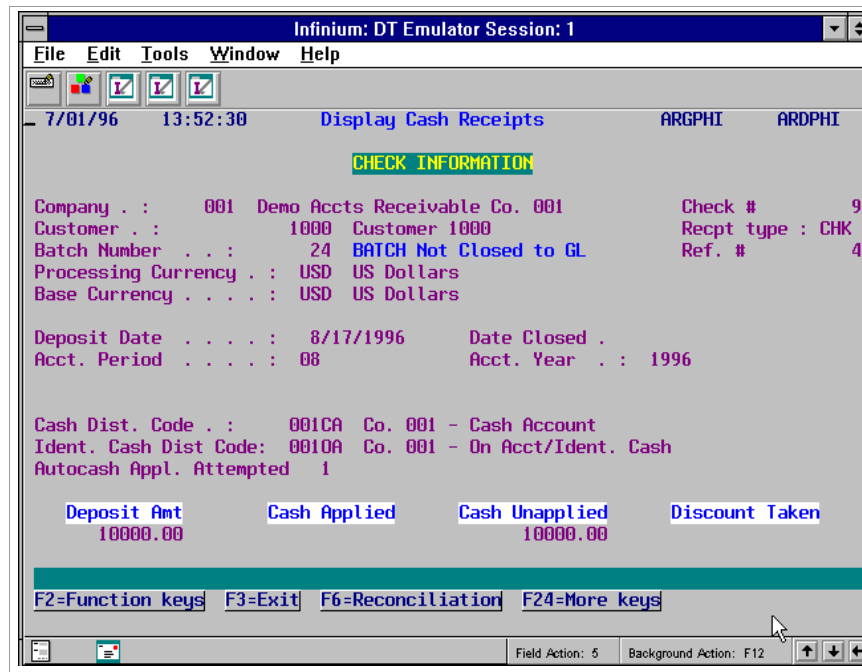 Infinium: DT Emulator Session: 1
File Edit Tools Window Help
7/01/96 13:52:30 Display Cash Receipts ARGPHI ARDPHI
CHECK INFORMATION
Company . : 001 Demo Accts Receivable Co. 001 Check # 9
Customer . : 1000 Customer 1000 Recpt type : CHK
Batch Number . . : 24 BATCH Not Closed to GL Ref. # 4
Processing Currency . : USD US Dollars
Base Currency . . . . : USD US Dollars
Deposit Date . . . . : 8/17/1996 Date Closed .
Acct. Period . . . . : 08 Acct. Year . : 1996
Cash Dist. Code . : 001CA Co. 001 - Cash Account
Ident. Cash Dist Code: 001OA Co. 001 - On Acct/Ident. Cash
Autocash Appl. Attempted 1
Deposit Amt Cash Applied Cash Unapplied Discount Taken
10000.00 10000.00
F2=Function keys F3=Exit F6=Reconciliation F24=More keys
Field Action: 5 Background Action: F12